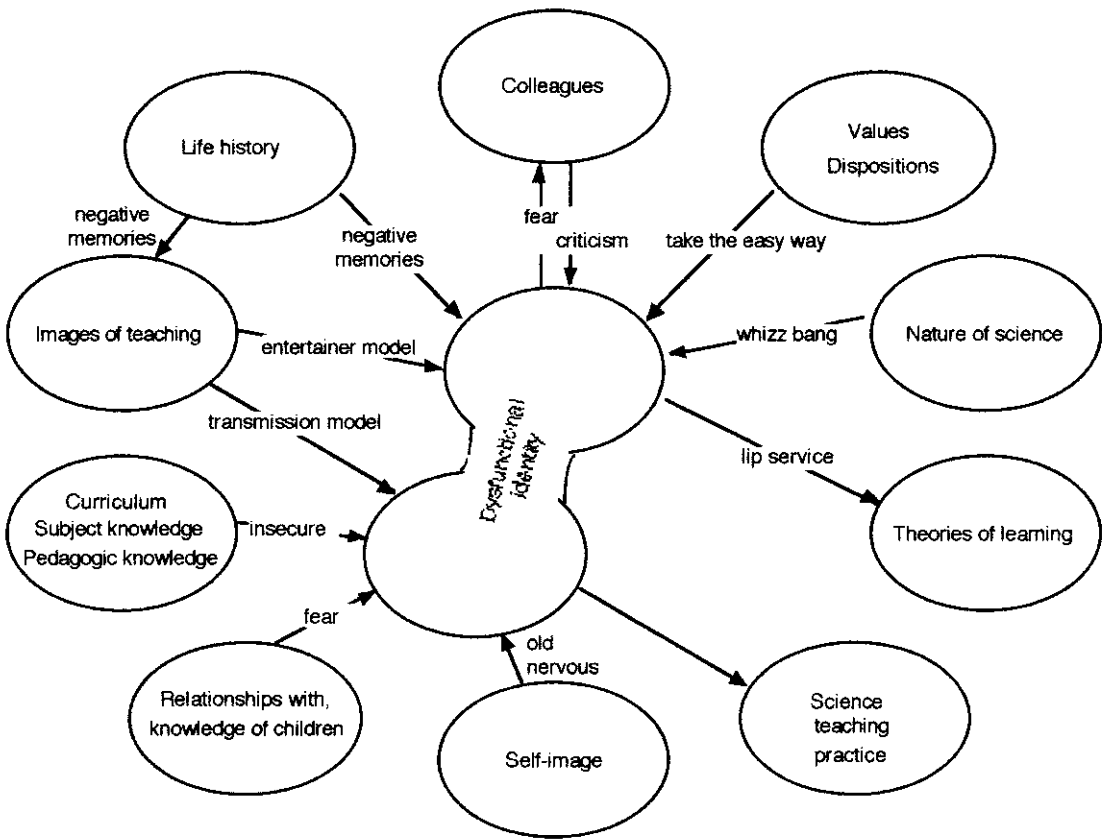 Colleagues
Life history
Values
Dispositions
negative
memories
negative
memories
fear
criticism
take the easy way
Images of teaching
entertainer model
whizz bang
Nature of science
transmission model
Dysfunctional
identity
lip service
Curriculum
Subject knowledge
Pedagogic knowledge
insecure
Theories of learning
fear
old
nervous
Relationships with,
knowledge of children
Self-image
Science
teaching
practice